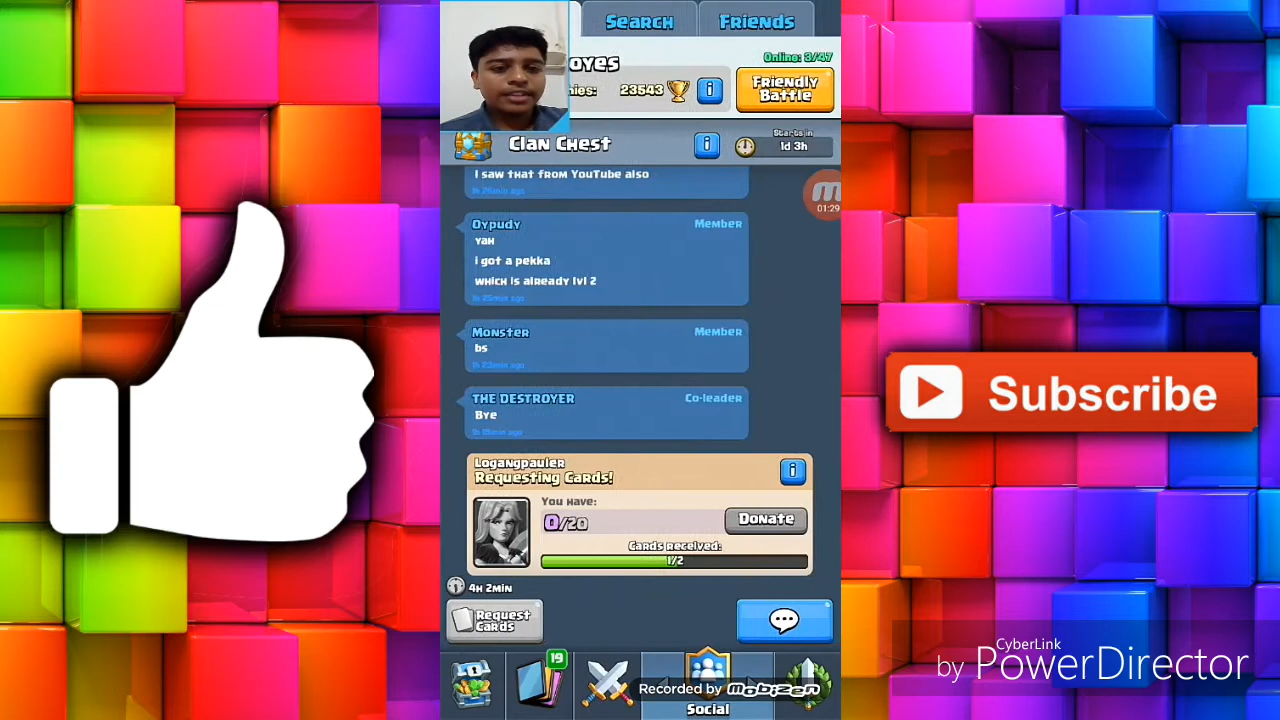 Search
Friends
oyes
Online: 3/47
nies:
23543
i
Friendly
Battle
Clan Chest
i
Starts in
1d 3h
I saw that from YouTube also
01:29
Oypudy
Member
yah
i got a pekka
which is already lvl 2
Monster
Member
bs
THE DESTROYER
Co-leader
Bye
Logangpauler
Requesting Cards!
i
You have:
0/20
Donate
Cards received:
1/2
4h 2min
Request
Cards
19
Social
Recorded by mobizen
Subscribe
CyberLink
by PowerDirector